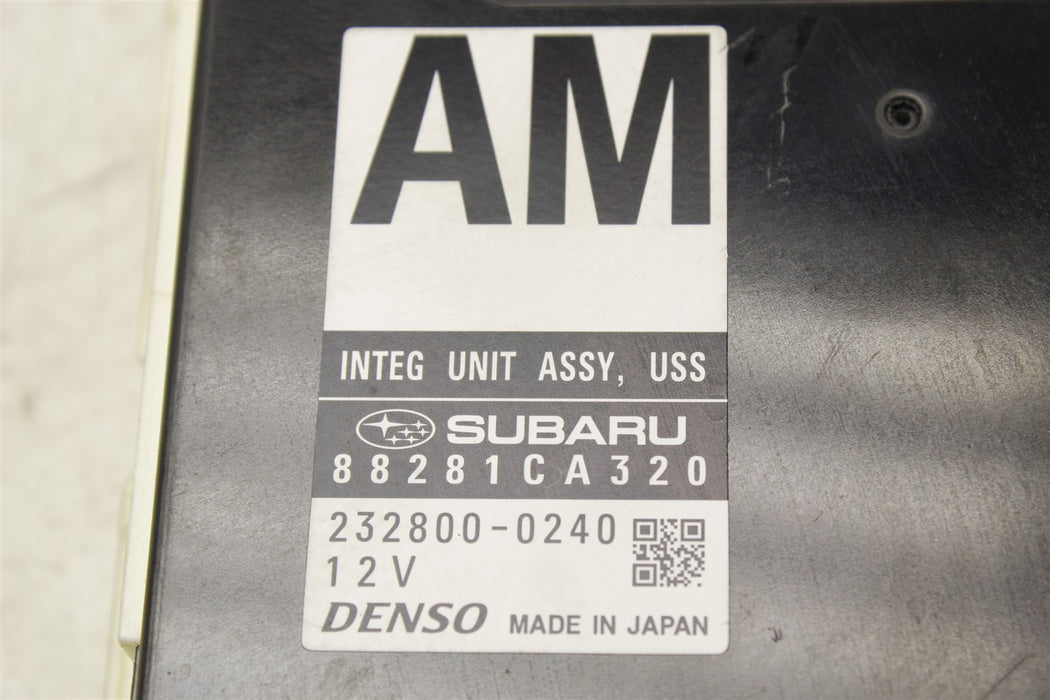 AM
INTEG UNIT ASSY, USS
SUBARU
88281CA320
232800-0240
12V
DENSO MADE IN JAPAN